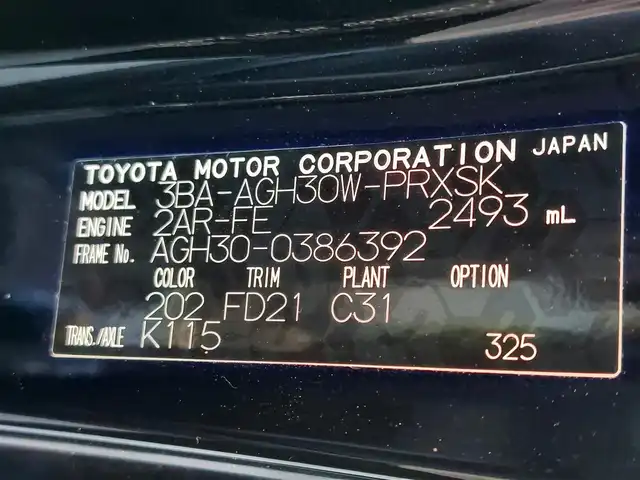 TOYOTA MOTOR CORPORATION JAPAN
MODEL 3BA-AGH30W-PRXSK
ENGINE 2AR-FE 2493 mL
FRAME No. AGH30-0386392
COLOR TRIM PLANT OPTION
202 FD21 C31
TRANS./AXLE K115 325